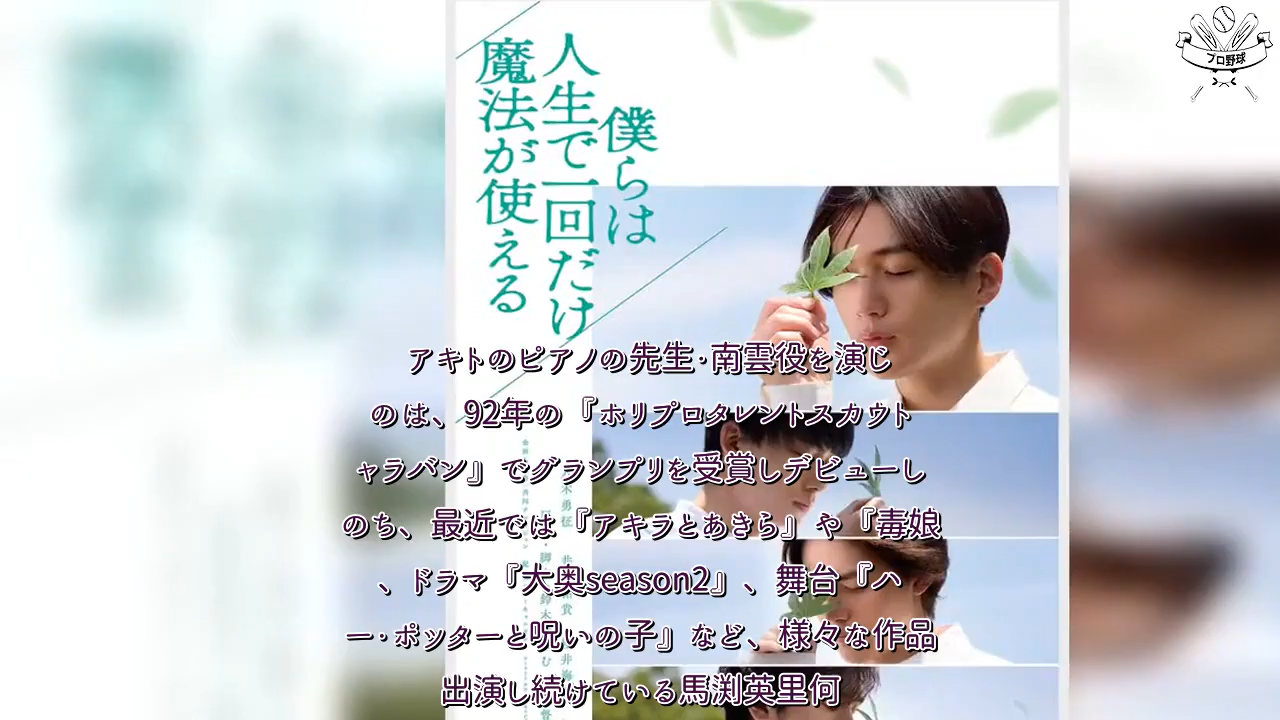 プロ野球
僕らは
人生で一回だけ
魔法が使える
アキトのピアノの先生・南雲役を演じ
のは、92年の『ホリプロタレントスカウト
ャラバン』でグランプリを受賞しデビューし
のち、最近では『アキラとあきら』や『毒娘
、ドラマ『大奥season2』、舞台『ハ
ー・ポッターと呪いの子』など、様々な作品
出演し続けている馬渕英里何